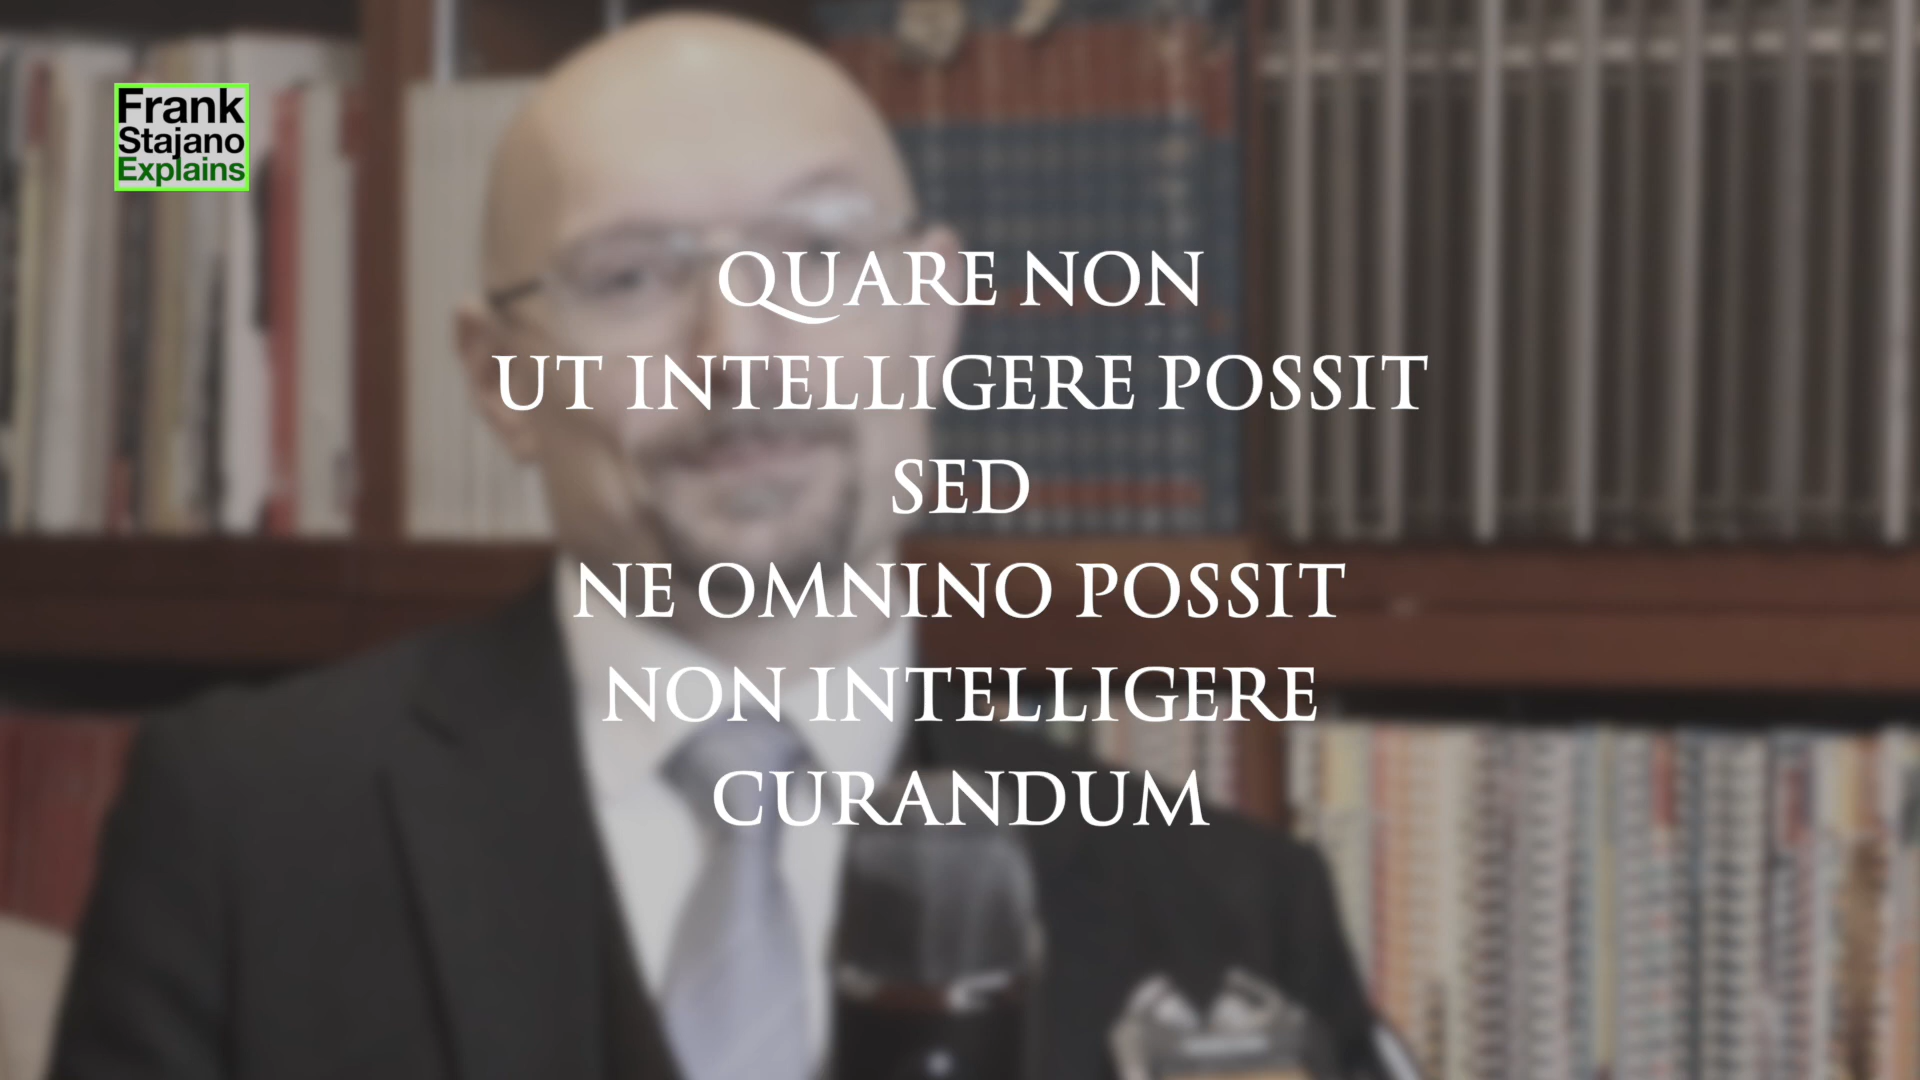 Frank
Stajano
Explains
QUARE NON
UT INTELLIGERE POSSIT
SED
NE OMNINO POSSIT
NON INTELLIGERE
CURANDUM